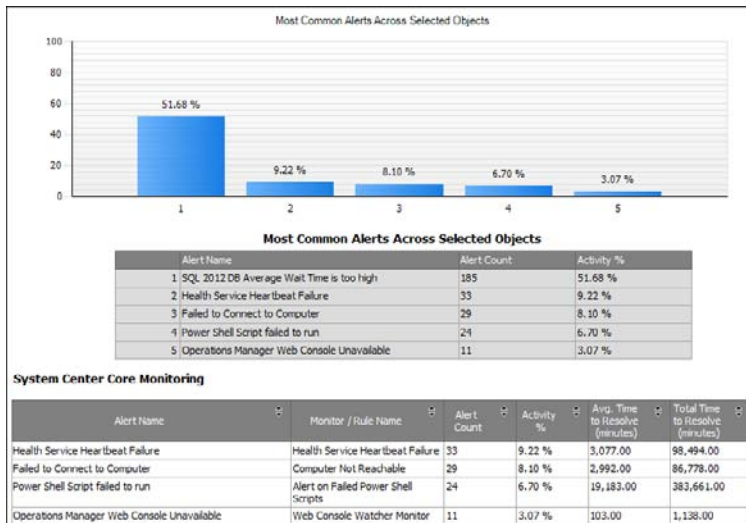 Most Common Alerts Across Selected Objects
100
80
60
40
20
0
51.68 %
9.22 %
8.10 %
6.70 %
3.07 %
1 2 3 4 5
Most Common Alerts Across Selected Objects
Alert Name Alert Count Activity %
1 SQL 2012 DB Average Wait Time is too high 185 51.68 %
2 Health Service Heartbeat Failure 33 9.22 %
3 Failed to Connect to Computer 29 8.10 %
4 Power Shell Script failed to run 24 6.70 %
5 Operations Manager Web Console Unavailable 11 3.07 %
System Center Core Monitoring
Alert Name Monitor / Rule Name Alert Count Activity % Avg. Time to Resolve (minutes) Total Time to Resolve (minutes)
Health Service Heartbeat Failure Health Service Heartbeat Failure 33 9.22 % 3,077.00 98,494.00
Failed to Connect to Computer Computer Not Reachable 29 8.10 % 2,992.00 86,778.00
Power Shell Script failed to run Alert on Failed Power Shell Scripts 24 6.70 % 19,183.00 383,661.00
Operations Manager Web Console Unavailable Web Console Watcher Monitor 11 3.07 % 103.00 1,138.00